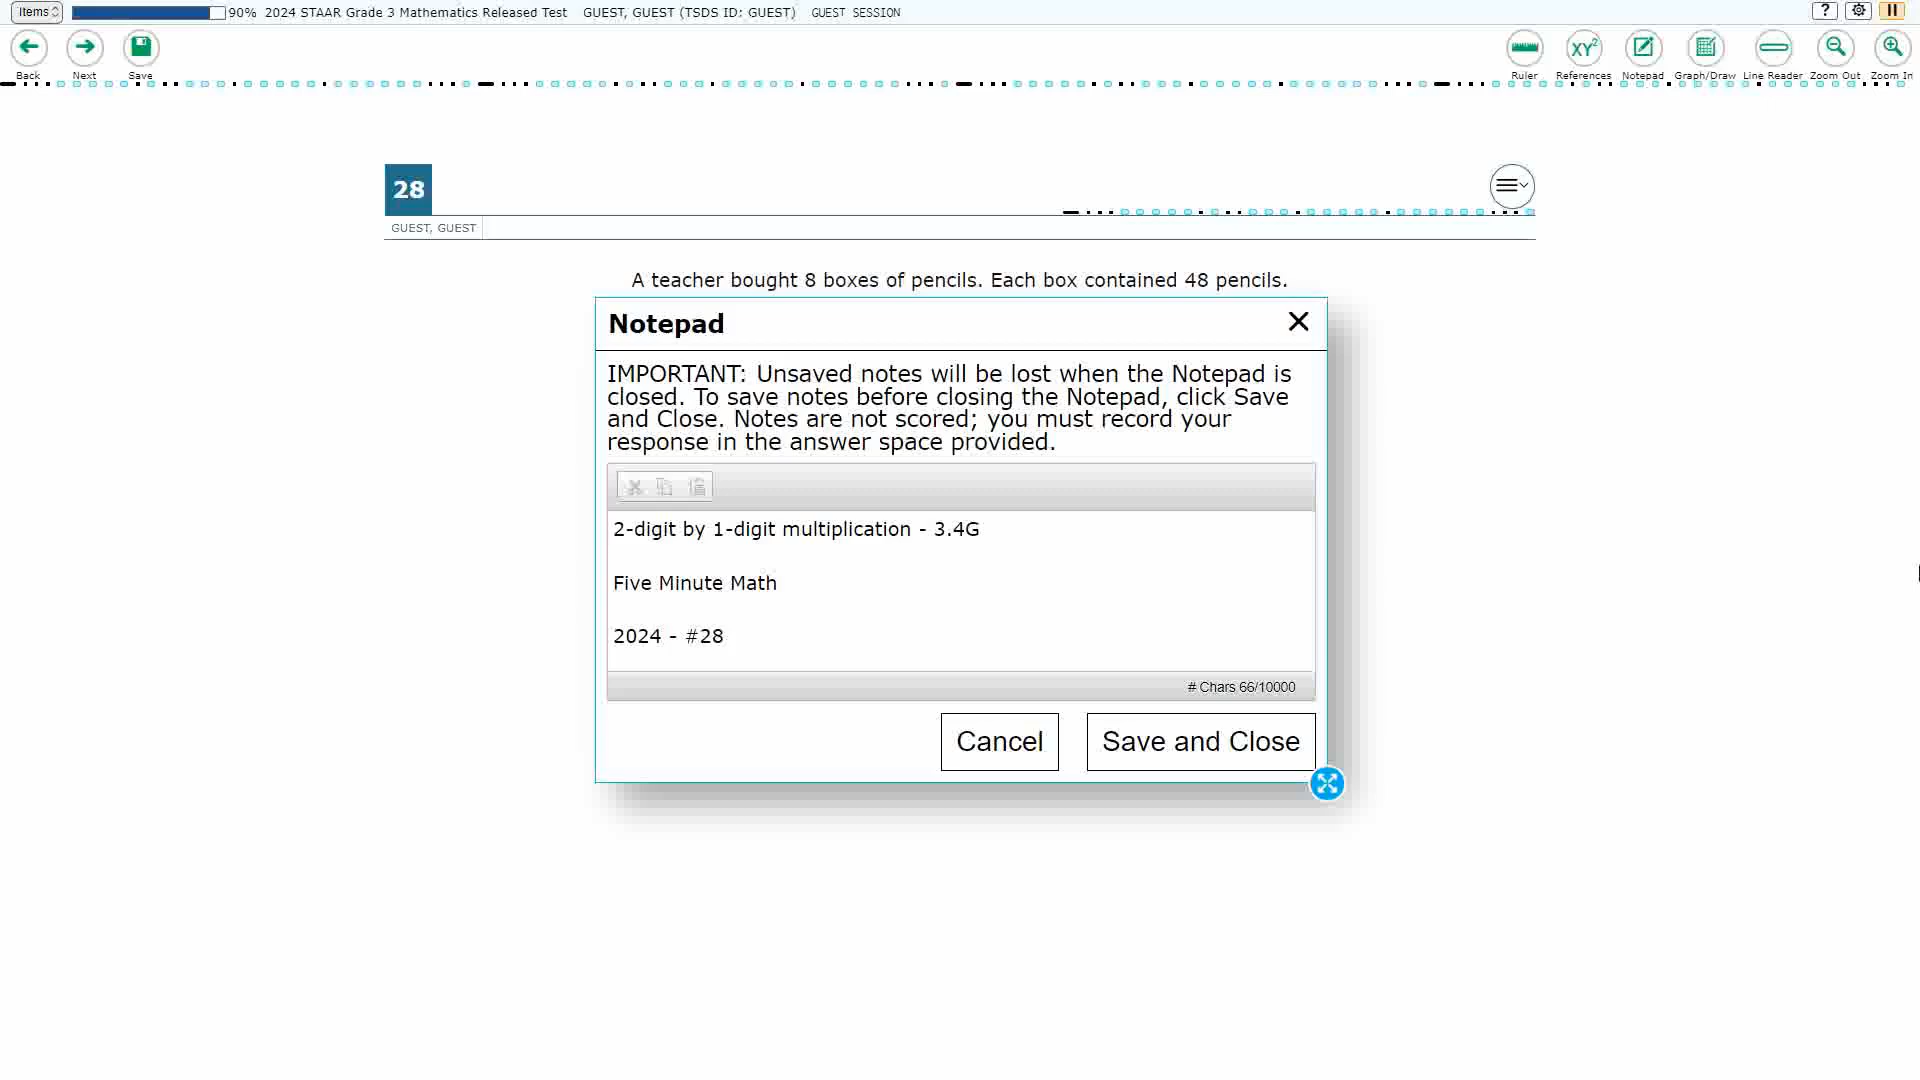 Items 90% 2024 STAAR Grade 3 Mathematics Released Test GUEST, GUEST (TSDS ID: GUEST) GUEST SESSION ?
Back Next Save XY² Ruler References Notepad Graph/Draw Line Reader Zoom Out Zoom In
28
GUEST, GUEST
A teacher bought 8 boxes of pencils. Each box contained 48 pencils.
Notepad
IMPORTANT: Unsaved notes will be lost when the Notepad is
closed. To save notes before closing the Notepad, click Save
and Close. Notes are not scored; you must record your
response in the answer space provided.
2-digit by 1-digit multiplication - 3.4G
Five Minute Math
2024 - #28
# Chars 66/10000
Cancel Save and Close